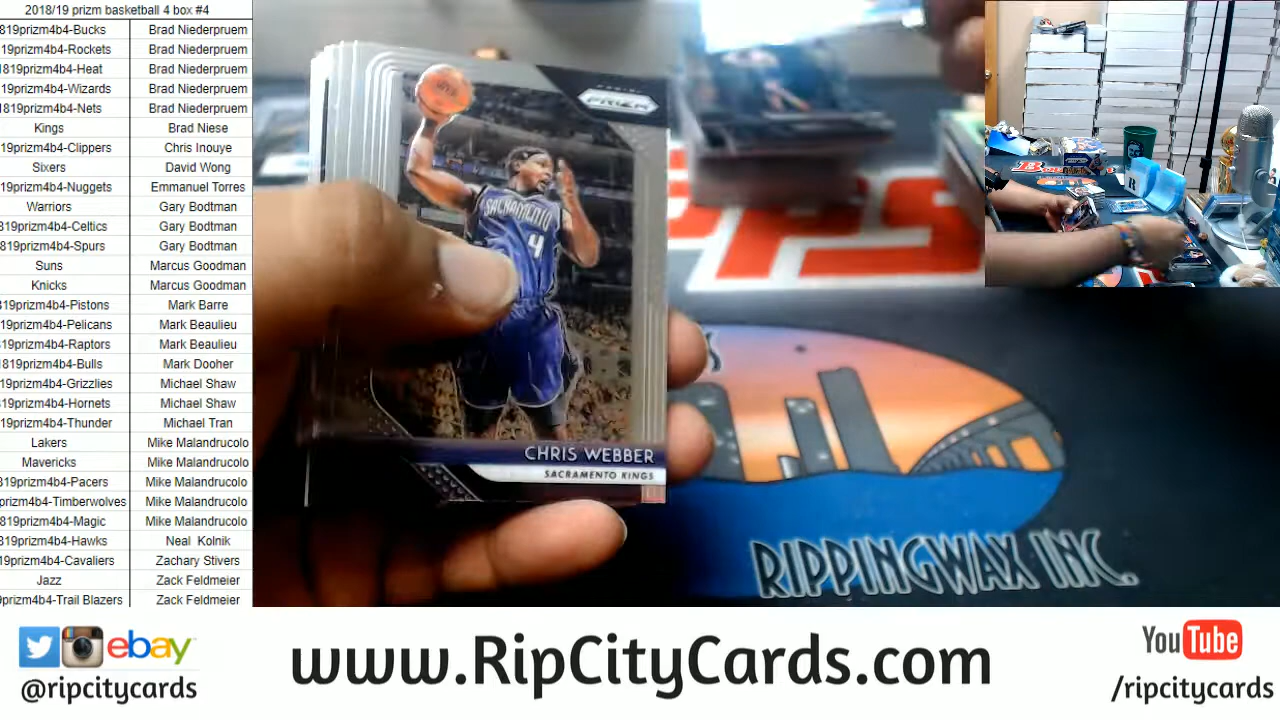 2018/19 prizm basketball 4 box #4
819prizm4b4-Bucks Brad Niederpruem
19prizm4b4-Rockets Brad Niederpruem
1819prizm4b4-Heat Brad Niederpruem
19prizm4b4-Wizards Brad Niederpruem
1819prizm4b4-Nets Brad Niederpruem
Kings Brad Niese
19prizm4b4-Clippers Chris Inouye
Sixers David Wong
19prizm4b4-Nuggets Emmanuel Torres
Warriors Gary Bodtman
819prizm4b4-Celtics Gary Bodtman
819prizm4b4-Spurs Gary Bodtman
Suns Marcus Goodman
Knicks Marcus Goodman
19prizm4b4-Pistons Mark Barre
19prizm4b4-Pelicans Mark Beaulieu
19prizm4b4-Raptors Mark Beaulieu
1819prizm4b4-Bulls Mark Dooher
19prizm4b4-Grizzlies Michael Shaw
19prizm4b4-Hornets Michael Shaw
19prizm4b4-Thunder Michael Tran
Lakers Mike Malandrucolo
Mavericks Mike Malandrucolo
819prizm4b4-Pacers Mike Malandrucolo
prizm4b4-Timberwolves Mike Malandrucolo
819prizm4b4-Magic Mike Malandrucolo
819prizm4b4-Hawks Neal Kolnik
19prizm4b4-Cavaliers Zachary Stivers
Jazz Zack Feldmeier
prizm4b4-Trail Blazers Zack Feldmeier
PANINI
PRIZM
SACRAMENTO
4
CHRIS WEBBER
SACRAMENTO KINGS
PPS
RIPPINGWAX INC.
ebay
@ripcitycards
www.RipCityCards.com
YouTube
/ripcitycards